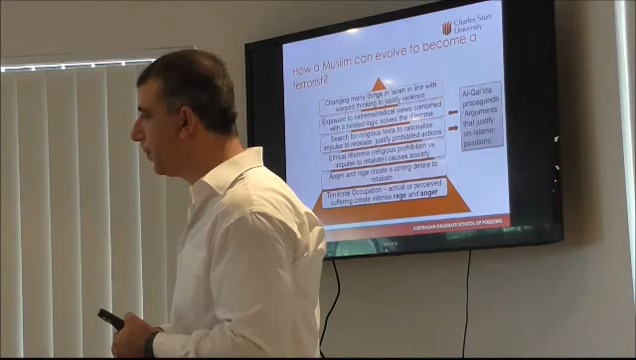 Charles Sturt
University
How a Muslim can evolve to become a
terrorist?
Changing many things in Islam in line with
warped thinking to justify violence
Exposure to extreme/radical views combined
with a twisted logic solves the dilemma
Search for religious texts to rationalize
impulse to retaliate, justify prohibited actions
Ethical dilemma (religious prohibition vs
impulse to retaliate) causes anxiety
Anger and rage create a strong desire to
retaliate
Territorial Occupation – actual or perceived
suffering create intense rage and anger
Al-Qai'ida
propaganda
'Arguments
that justify
un-Islamic
positions'
AUSTRALIAN GRADUATE SCHOOL OF POLICING